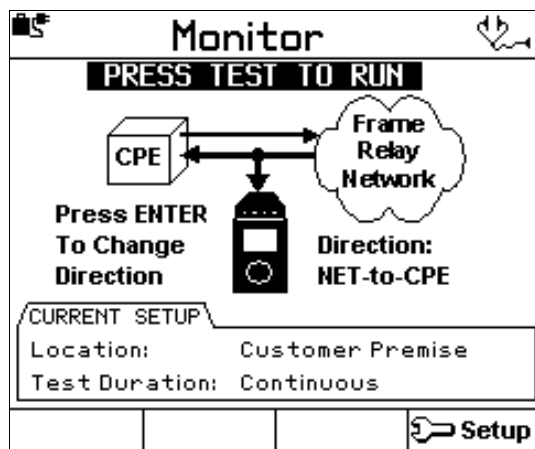 Monitor
PRESS TEST TO RUN
CPE
Frame
Relay
Network
Press ENTER
To Change
Direction
Direction:
NET-to-CPE
CURRENT SETUP
Location: Customer Premise
Test Duration: Continuous
Setup